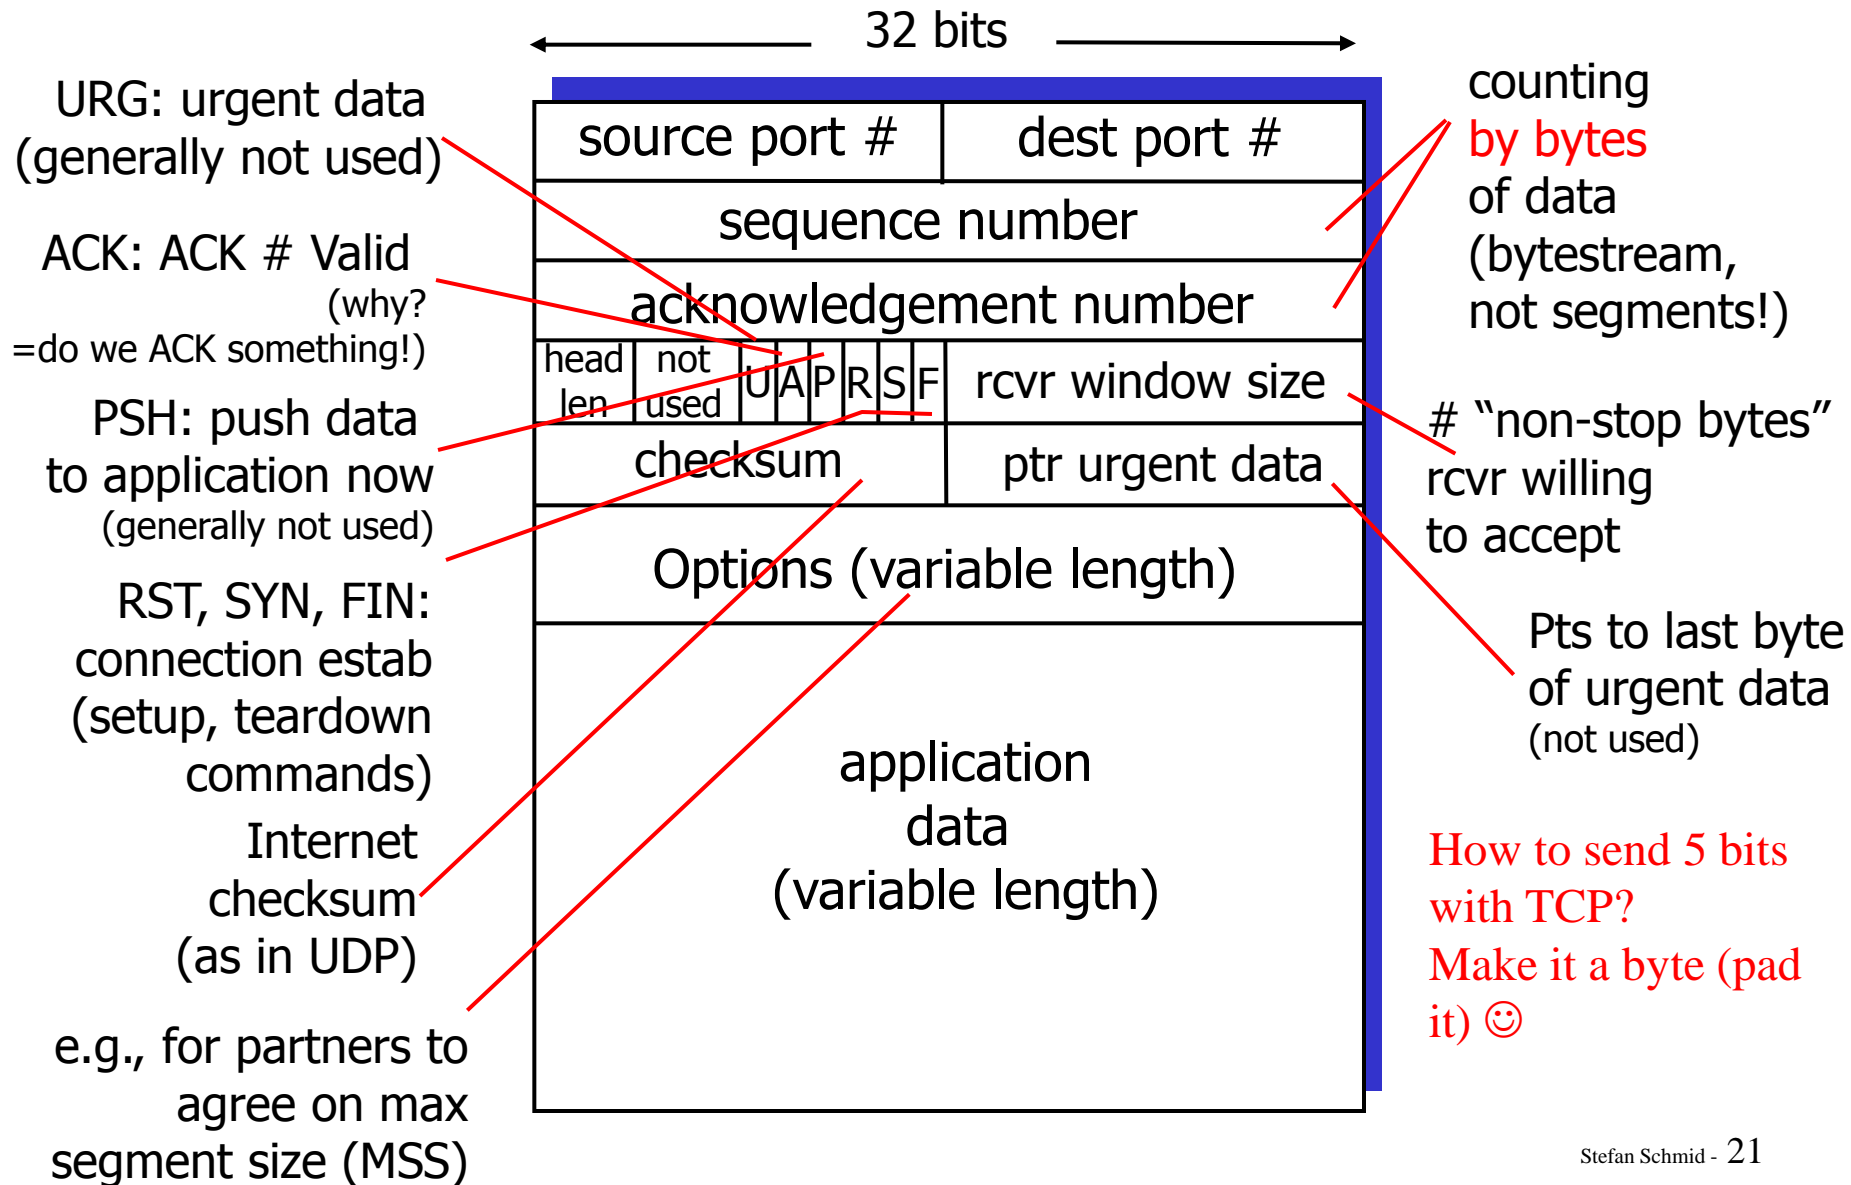 32 bits
URG: urgent data
(generally not used)
ACK: ACK # Valid
(why?
=do we ACK something!)
PSH: push data
to application now
(generally not used)
RST, SYN, FIN:
connection estab
(setup, teardown
commands)
Internet
checksum
(as in UDP)
e.g., for partners to
agree on max
segment size (MSS)
source port #
dest port #
sequence number
acknowledgement number
head
len
not
used
U
A
P
R
S
F
rcvr window size
checksum
ptr urgent data
Options (variable length)
application
data
(variable length)
counting
by bytes
of data
(bytestream,
not segments!)
# “non-stop bytes”
rcvr willing
to accept
Pts to last byte
of urgent data
(not used)
How to send 5 bits
with TCP?
Make it a byte (pad
it) ☺
Stefan Schmid - 21